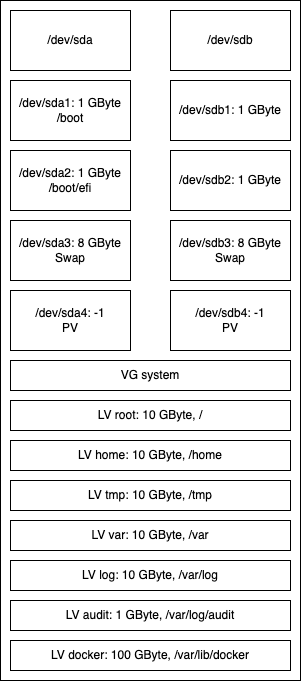 /dev/sda
/dev/sdb
/dev/sda1: 1 GByte
/boot
/dev/sdb1: 1 GByte
/dev/sda2: 1 GByte
/boot/efi
/dev/sdb2: 1 GByte
/dev/sda3: 8 GByte
Swap
/dev/sdb3: 8 GByte
Swap
/dev/sda4: -1
PV
/dev/sdb4: -1
PV
VG system
LV root: 10 GByte, /
LV home: 10 GByte, /home
LV tmp: 10 GByte, /tmp
LV var: 10 GByte, /var
LV log: 10 GByte, /var/log
LV audit: 1 GByte, /var/log/audit
LV docker: 100 GByte, /var/lib/docker